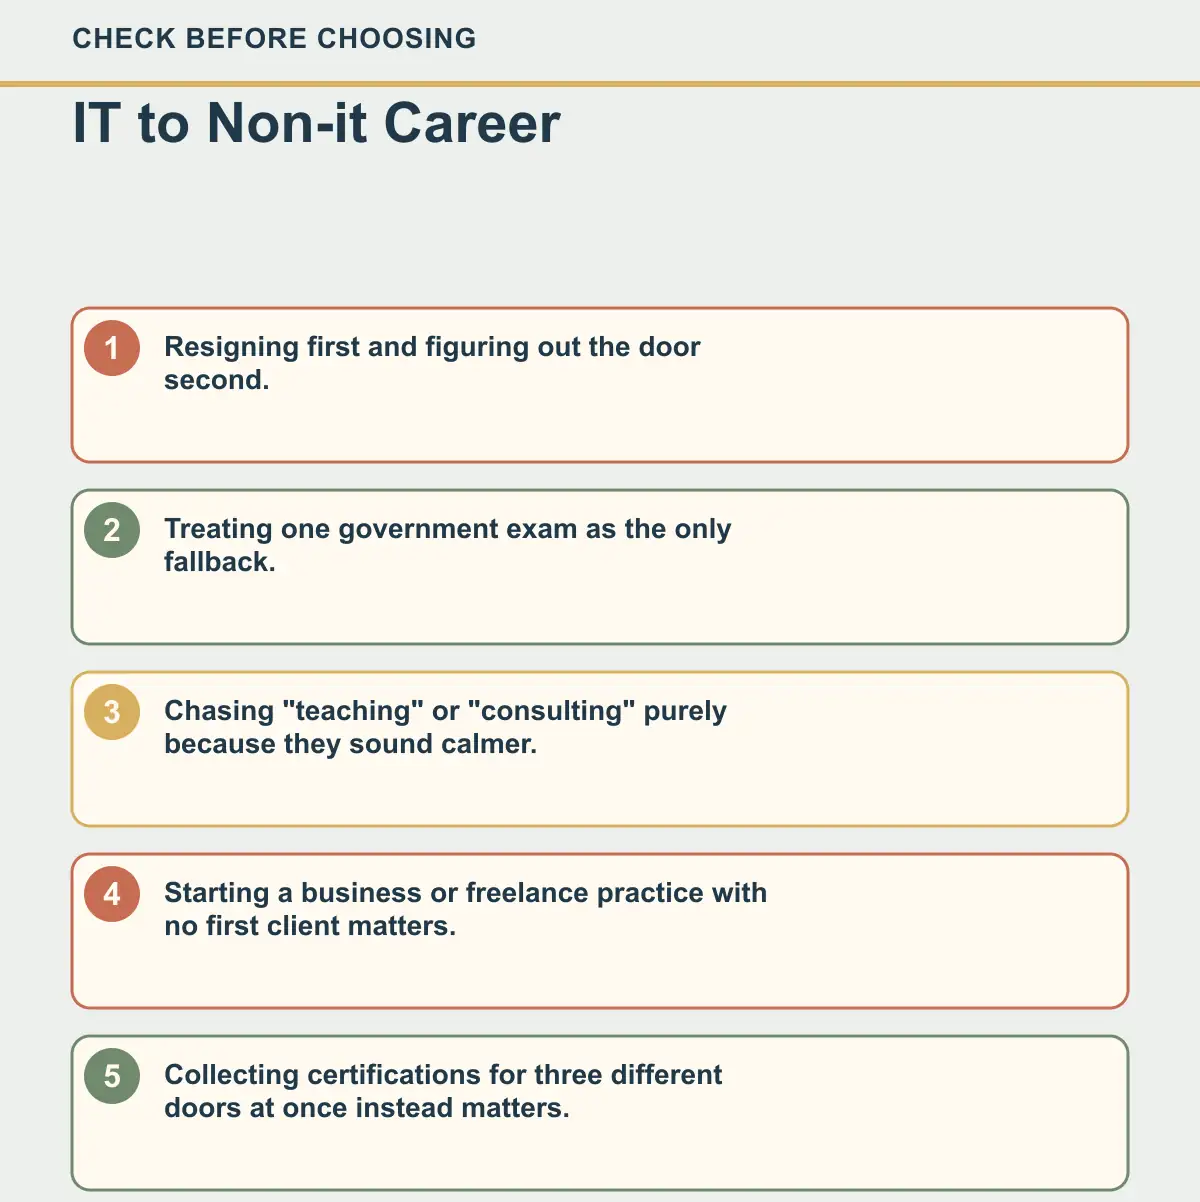 CHECK BEFORE CHOOSING
IT to Non-it Career
1
Resigning first and figuring out the door
second.
2
Treating one government exam as the only
fallback.
3
Chasing "teaching" or "consulting" purely
because they sound calmer.
4
Starting a business or freelance practice with
no first client matters.
5
Collecting certifications for three different
doors at once instead matters.